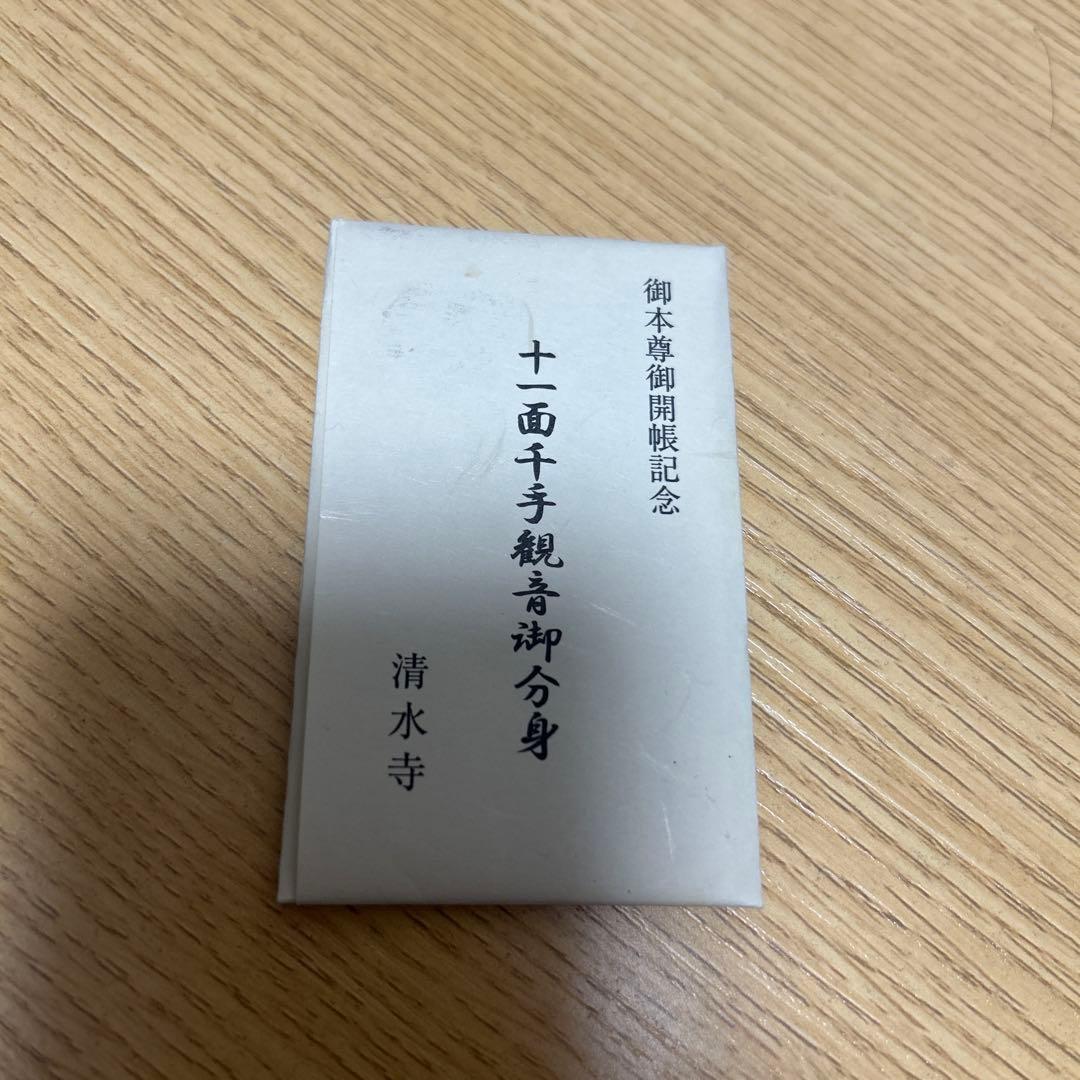 御本尊御開帳記念
十一面千手観音御分身
清水寺